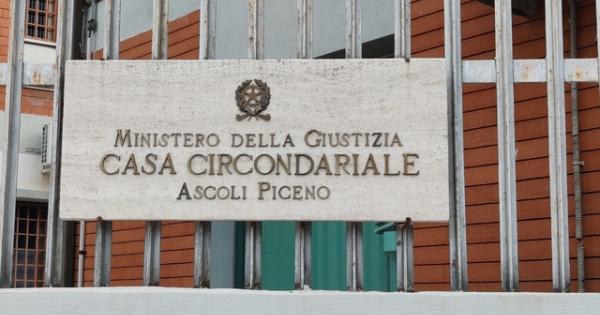 MINISTERO DELLA GIUSTIZIA
CASA CIRCONDARIALE
ASCOLI PICENO